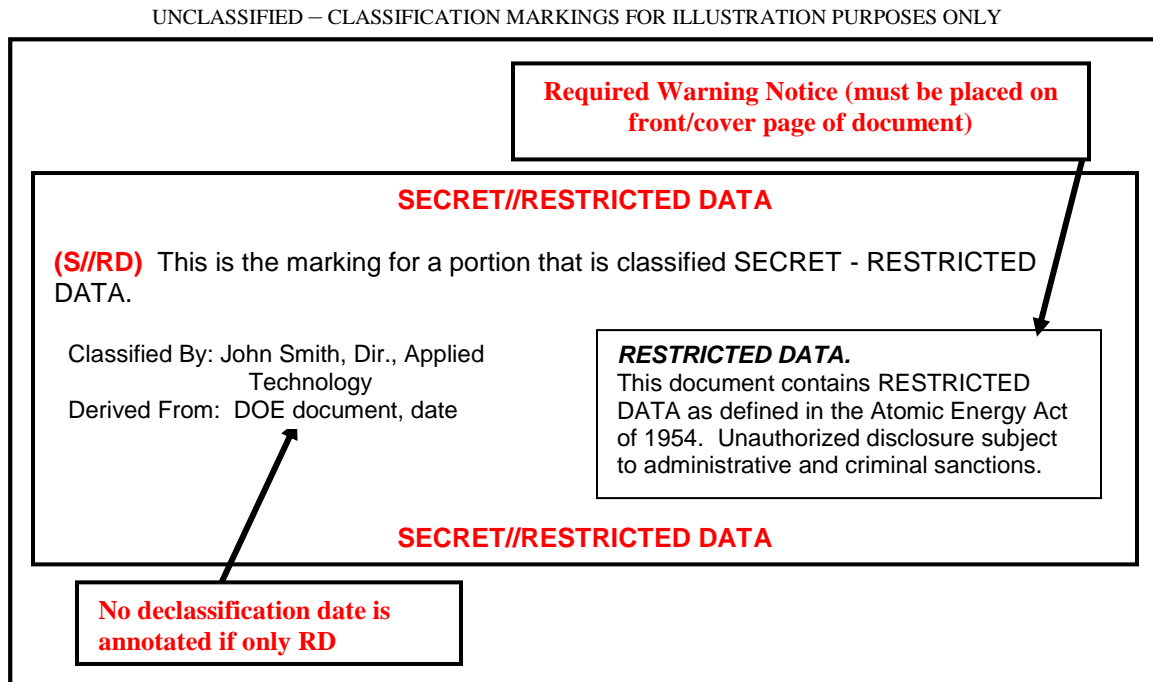 UNCLASSIFIED – CLASSIFICATION MARKINGS FOR ILLUSTRATION PURPOSES ONLY
Required Warning Notice (must be placed on
front/cover page of document)
SECRET//RESTRICTED DATA
(S//RD) This is the marking for a portion that is classified SECRET - RESTRICTED
DATA.
Classified By: John Smith, Dir., Applied
Technology
Derived From: DOE document, date
RESTRICTED DATA.
This document contains RESTRICTED
DATA as defined in the Atomic Energy Act
of 1954. Unauthorized disclosure subject
to administrative and criminal sanctions.
SECRET//RESTRICTED DATA
No declassification date is
annotated if only RD